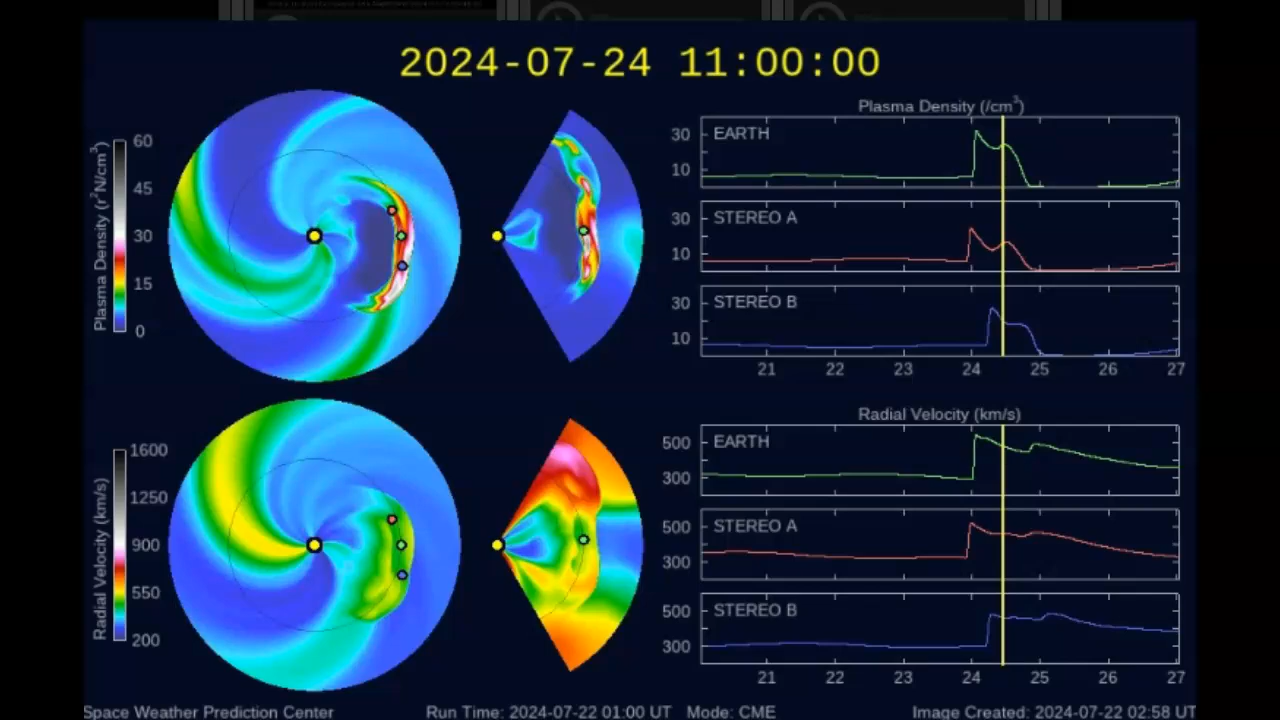 2024-07-24 11:00:00
Plasma Density (r²N/cm³)
60
45
30
15
0
Plasma Density (/cm³)
EARTH
30
10
STEREO A
30
10
STEREO B
30
10
21 22 23 24 25 26 27
Radial Velocity (km/s)
1600
1250
900
550
200
Radial Velocity (km/s)
EARTH
500
300
STEREO A
500
300
STEREO B
500
300
21 22 23 24 25 26 27
Space Weather Prediction Center Run Time: 2024-07-22 01:00 UT Mode: CME Image Created: 2024-07-22 02:58 UT